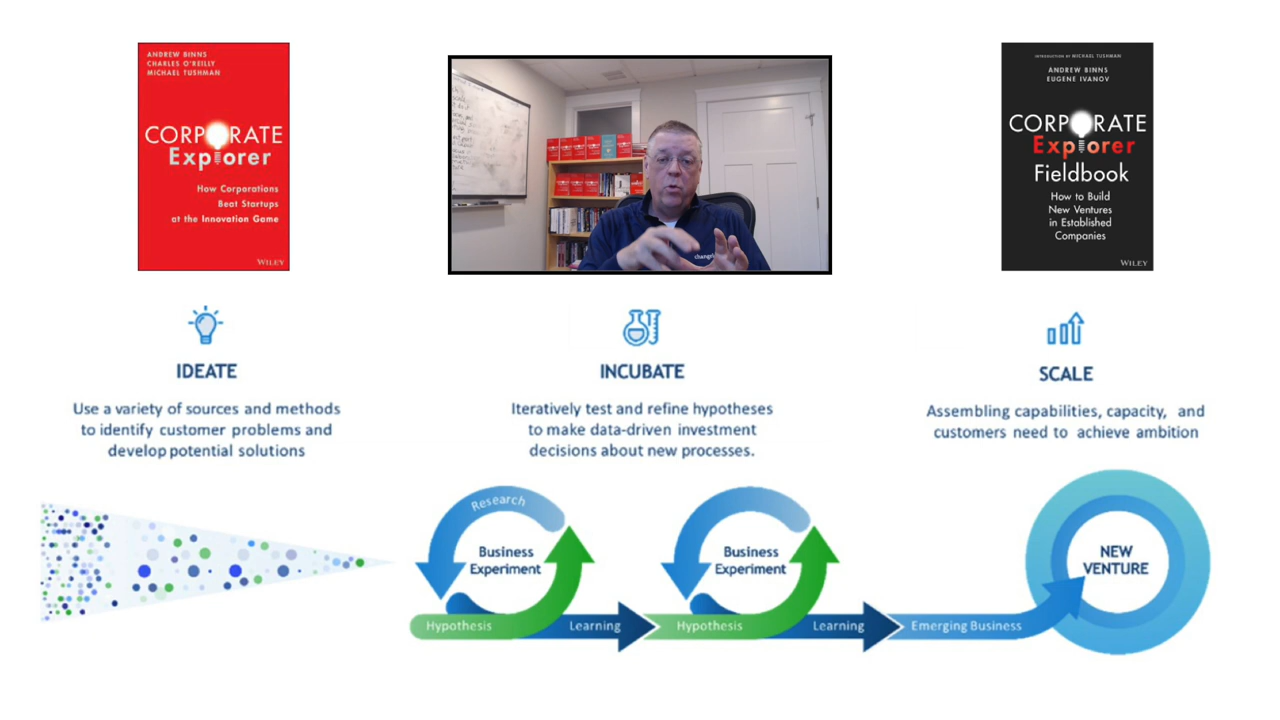 ANDREW BINNS
CHARLES O'REILLY
MICHAEL TUSHMAN
CORPORATE
Explorer
How Corporations
Beat Startups
at the Innovation Game
WILEY
INTRODUCTION BY MICHAEL TUSHMAN
ANDREW BINNS
EUGENE IVANOV
CORPORATE
Explorer
Fieldbook
How to Build
New Ventures
in Established
Companies
WILEY
IDEATE
Use a variety of sources and methods
to identify customer problems and
develop potential solutions
INCUBATE
Iteratively test and refine hypotheses
to make data-driven investment
decisions about new processes.
SCALE
Assembling capabilities, capacity, and
customers need to achieve ambition
Research
Business
Experiment
Hypothesis
Learning
Business
Experiment
Hypothesis
Learning
Emerging Business
NEW
VENTURE